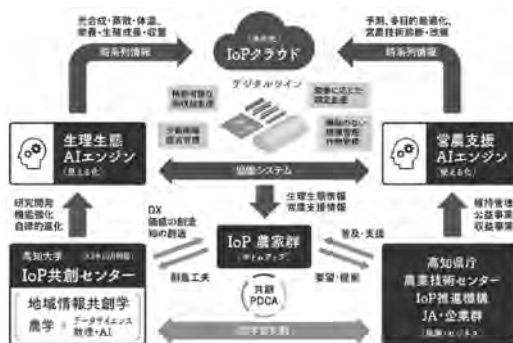 光合成・蒸散・体温、
栄養・生殖成長・収量
時系列情報
IoPクラウド
予測、多目的最適化、
営農技術診断・改善
時系列情報
デジタルツイン
生理生態
AIエンジン
(見える化)
協働システム
営農支援
AIエンジン
(使える化)
研究開発
機能強化
自律的進化
DX
価値の創造
知の創造
生理生態情報
営農支援情報
維持管理
公益事業
収益事業
IoP 農家群
普及・支援
創意工夫
要望・提案
共創
PDCA
高知大学
IoP共創センター
地域情報共創学
農学
データサイエンス
数理・AI
高知県庁
農業技術センター
IoP推進機構
JA・企業群